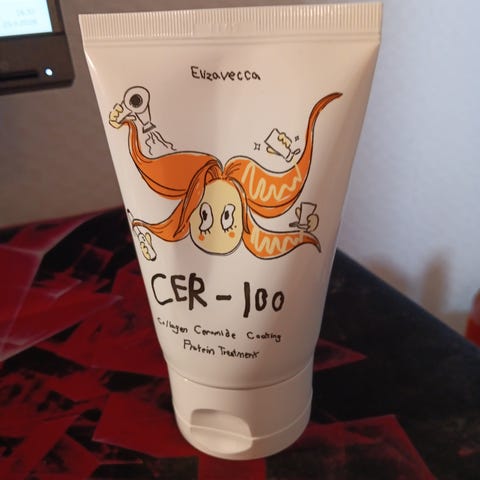 Elizavecca
CER-100
Collagen Ceramide Coating
Protein Treatment